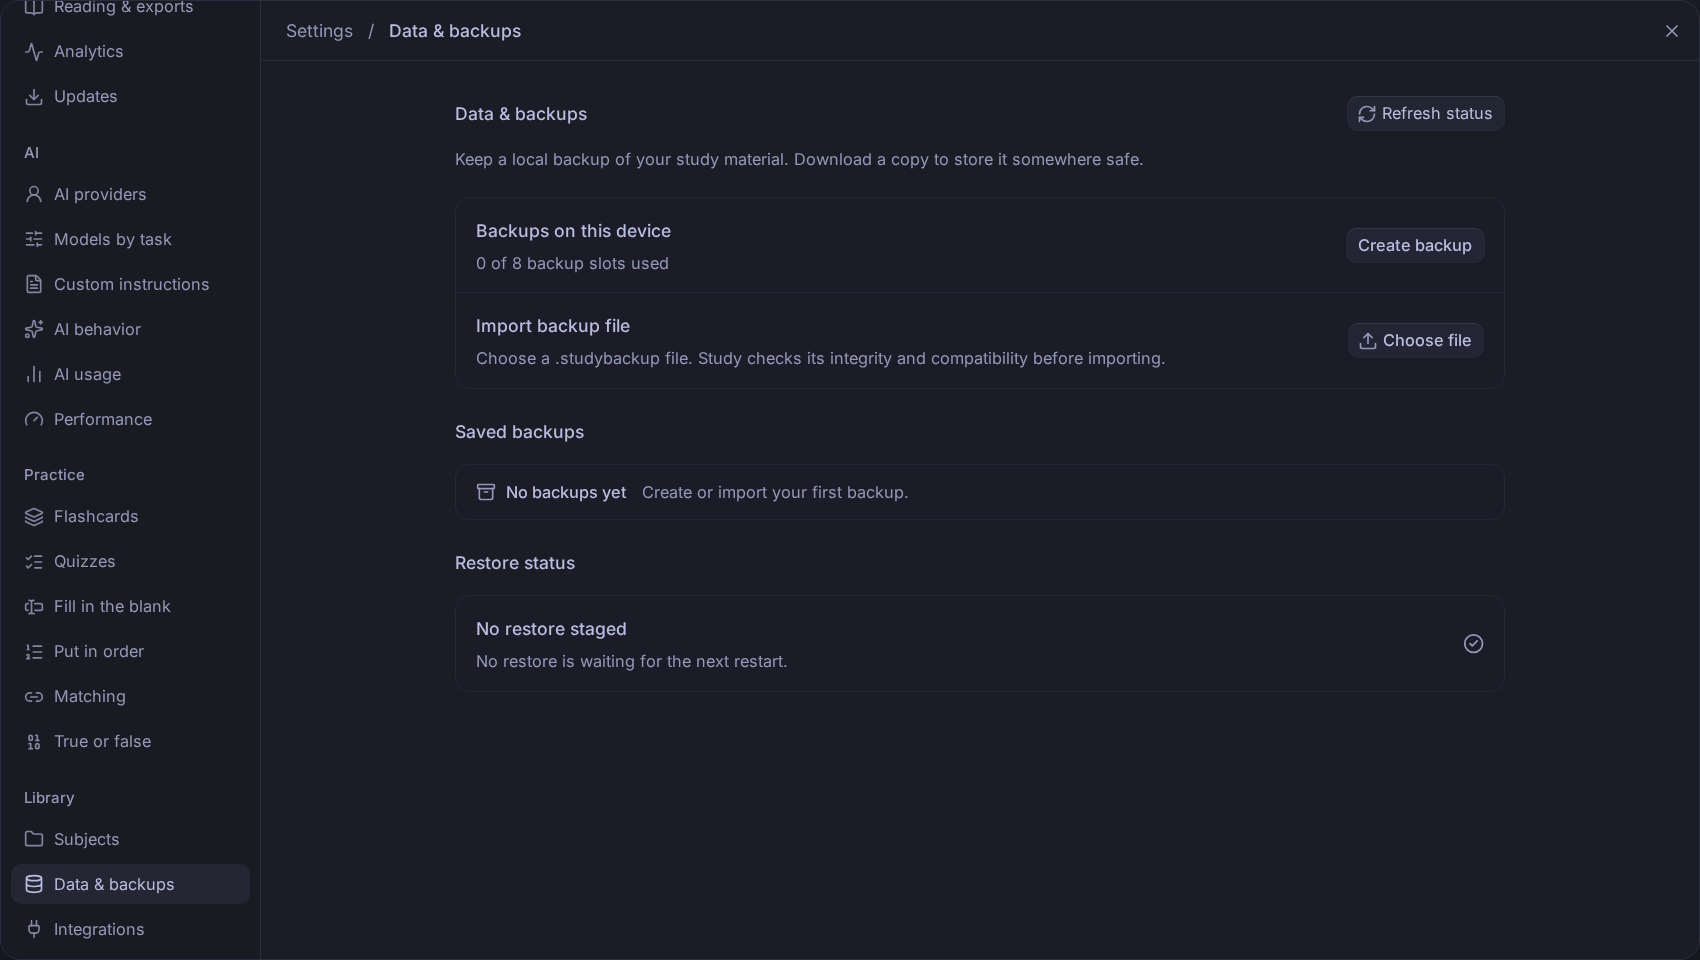 Reading & exports
Analytics
Updates
AI
AI providers
Models by task
Custom instructions
AI behavior
AI usage
Performance
Practice
Flashcards
Quizzes
Fill in the blank
Put in order
Matching
True or false
Library
Subjects
Data & backups
Integrations
Settings / Data & backups
Data & backups
Refresh status
Keep a local backup of your study material. Download a copy to store it somewhere safe.
Backups on this device
0 of 8 backup slots used
Create backup
Import backup file
Choose a .studybackup file. Study checks its integrity and compatibility before importing.
Choose file
Saved backups
No backups yet Create or import your first backup.
Restore status
No restore staged
No restore is waiting for the next restart.